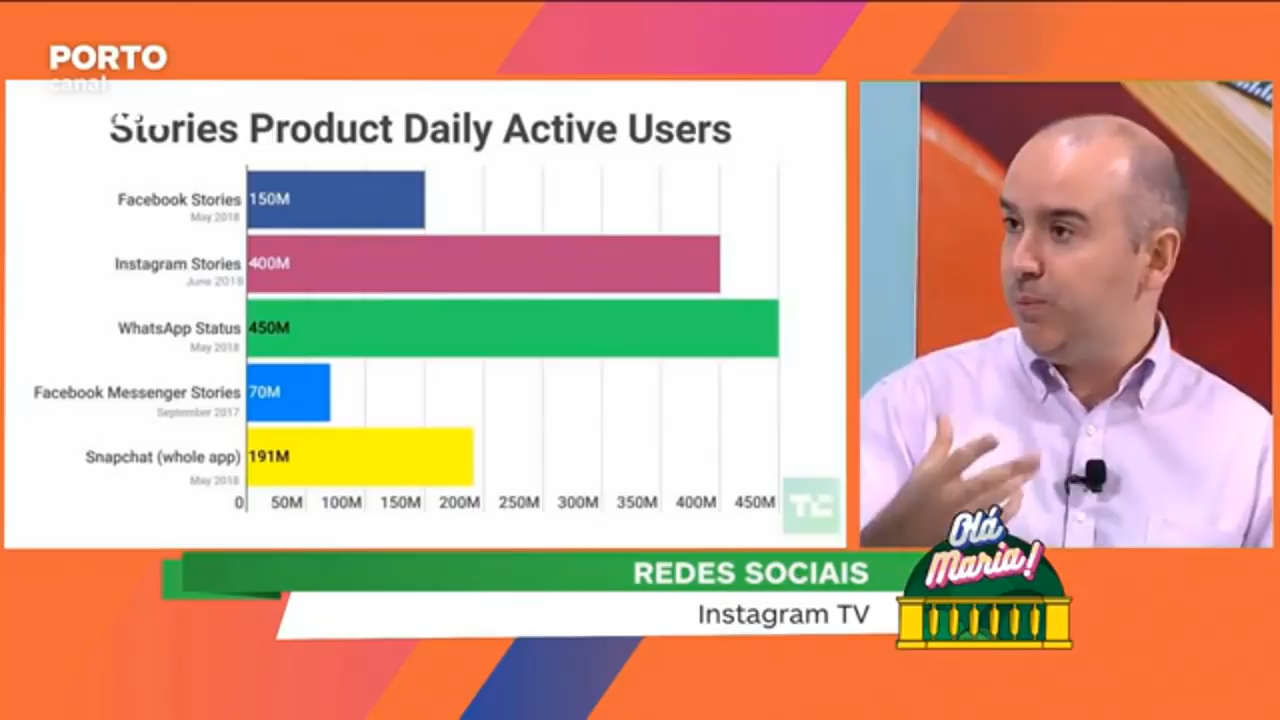 PORTO
canal
Stories Product Daily Active Users
Facebook Stories
May 2018
150M
Instagram Stories
June 2018
400M
WhatsApp Status
May 2018
450M
Facebook Messenger Stories
September 2017
70M
Snapchat (whole app)
May 2018
191M
0 50M 100M 150M 200M 250M 300M 350M 400M 450M
TC
REDES SOCIAIS
Instagram TV
Olá
Maria!